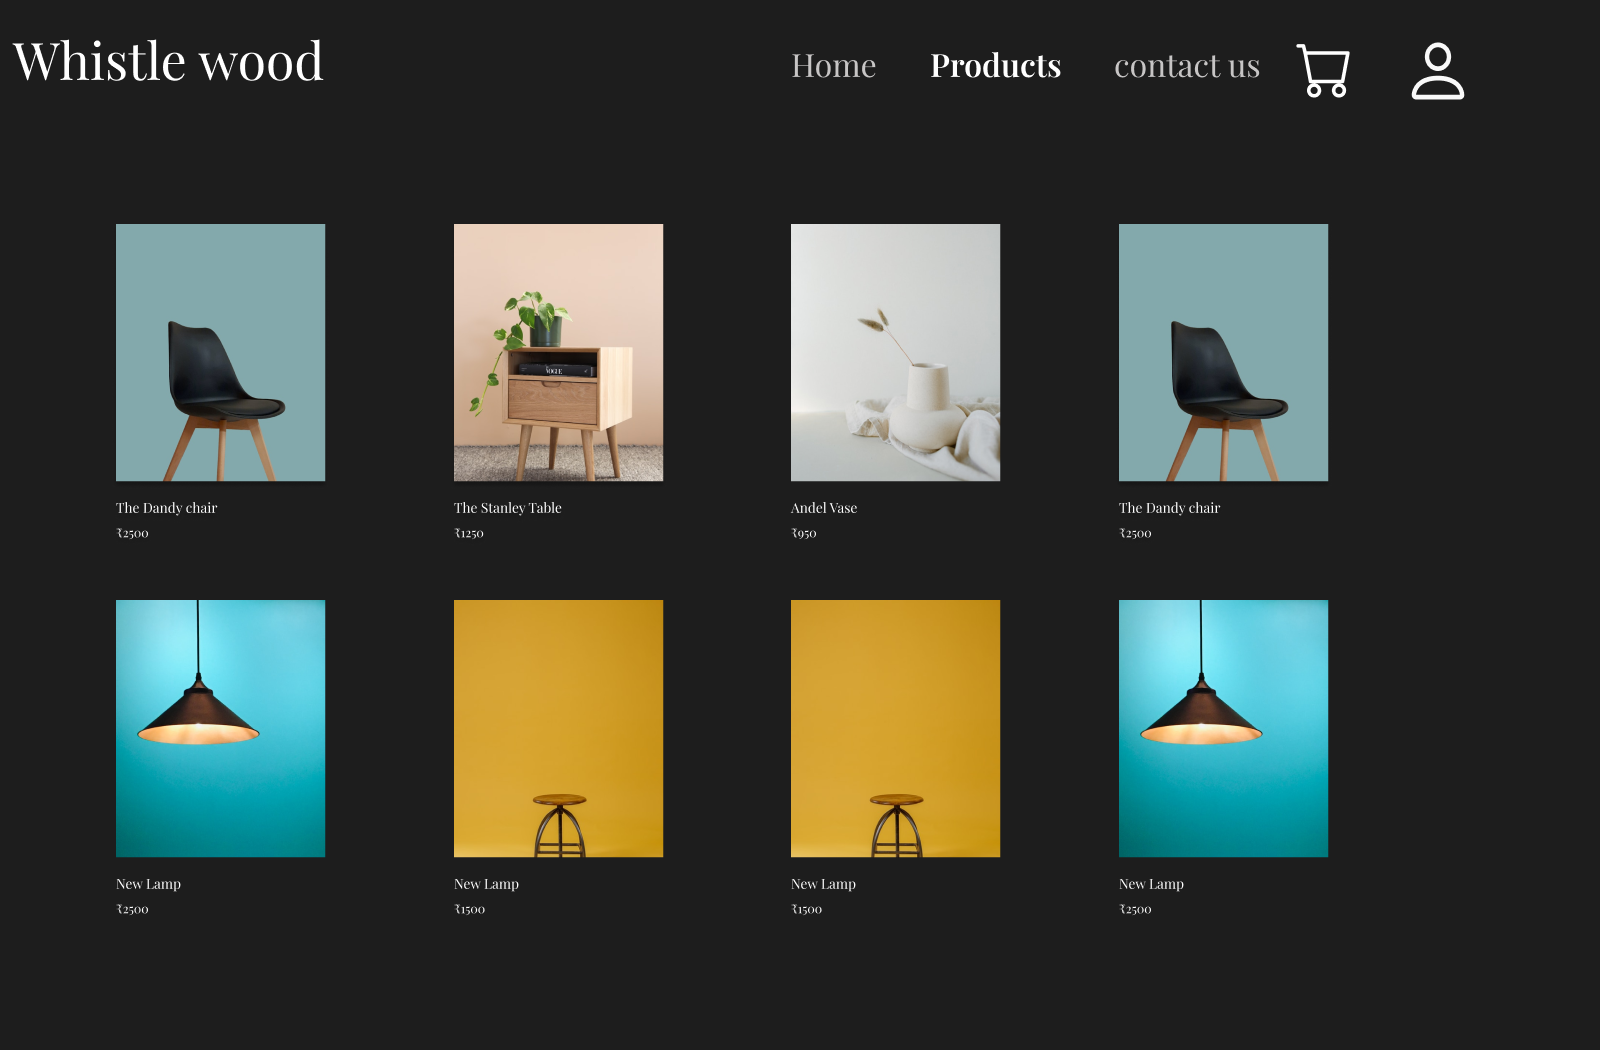 Whistle wood
Home Products contact us
VOGUE
The Dandy chair
₹2500
The Stanley Table
₹1250
Andel Vase
₹950
The Dandy chair
₹2500
New Lamp
₹2500
New Lamp
₹1500
New Lamp
₹1500
New Lamp
₹2500